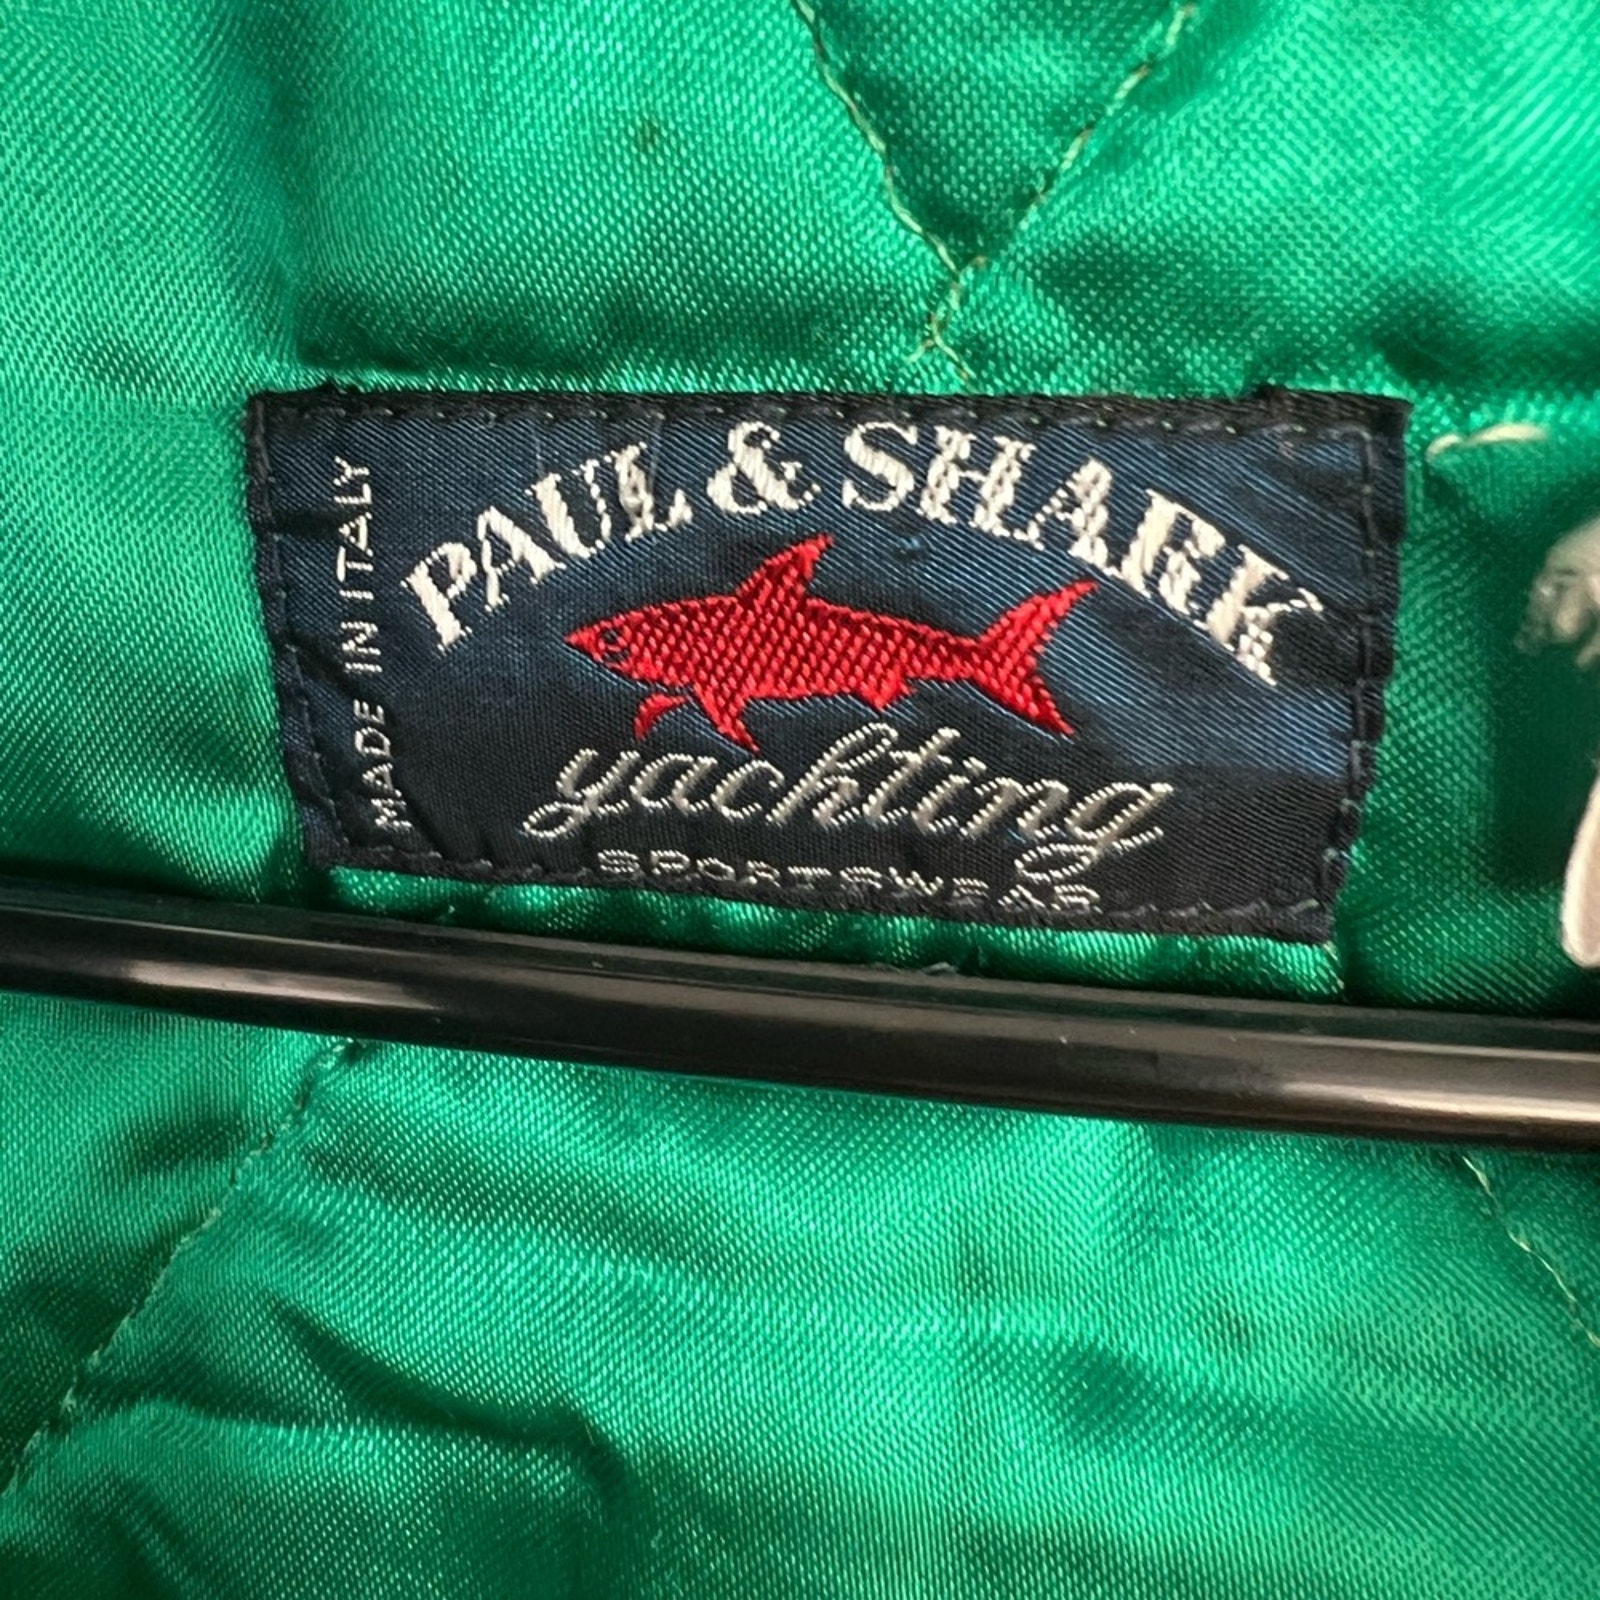 PAUL & SHARK
MADE IN ITALY
yachting
SPORTSWEAR